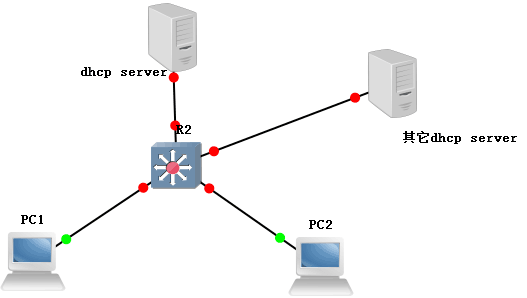 dhcp server
R2
其它dhcp server
PC1
PC2